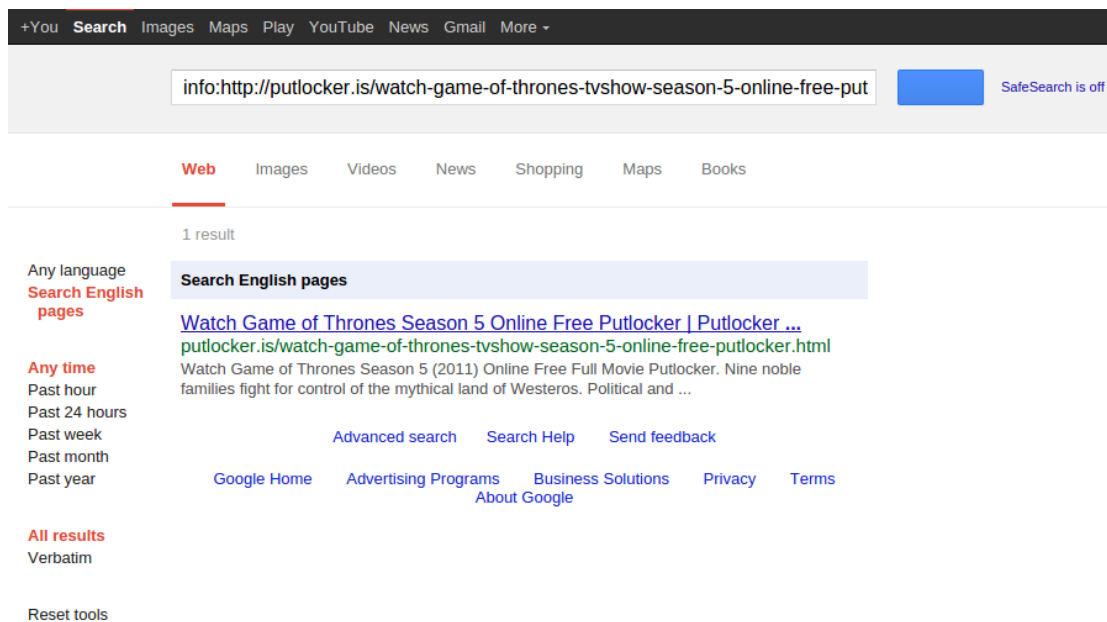 +You Search Images Maps Play YouTube News Gmail More
info:http://putlocker.is/watch-game-of-thrones-tvshow-season-5-online-free-put
SafeSearch is off
Web Images Videos News Shopping Maps Books
1 result
Any language
Search English
pages
Any time
Past hour
Past 24 hours
Past week
Past month
Past year
All results
Verbatim
Reset tools
Search English pages
Watch Game of Thrones Season 5 Online Free Putlocker | Putlocker ...
putlocker.is/watch-game-of-thrones-tvshow-season-5-online-free-putlocker.html
Watch Game of Thrones Season 5 (2011) Online Free Full Movie Putlocker. Nine noble
families fight for control of the mythical land of Westeros. Political and ...
Advanced search Search Help Send feedback
Google Home Advertising Programs Business Solutions Privacy Terms
About Google